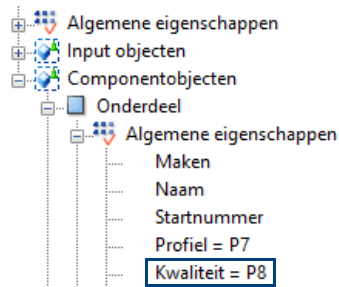 Algemene eigenschappen
Input objecten
Componentobjecten
Onderdeel
Algemene eigenschappen
Maken
Naam
Startnummer
Profiel = P7
Kwaliteit = P8